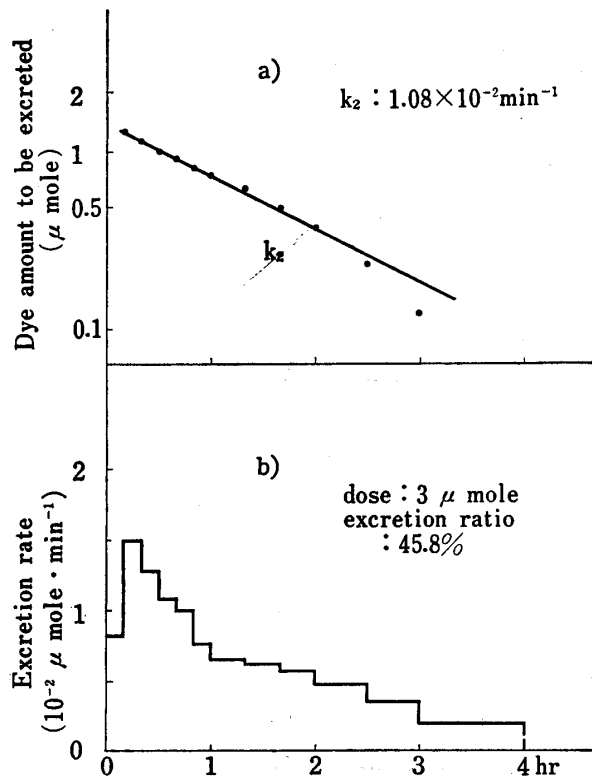 a)
k₂ : 1.08×10⁻²min⁻¹
Dye amount to be excreted
(μ mole)
2
1
0.5
0.1
k₂
b)
dose : 3 μ mole
excretion ratio
: 45.8%
Excretion rate
(10⁻² μ mole · min⁻¹)
2
1
0
0 1 2 3 4 hr